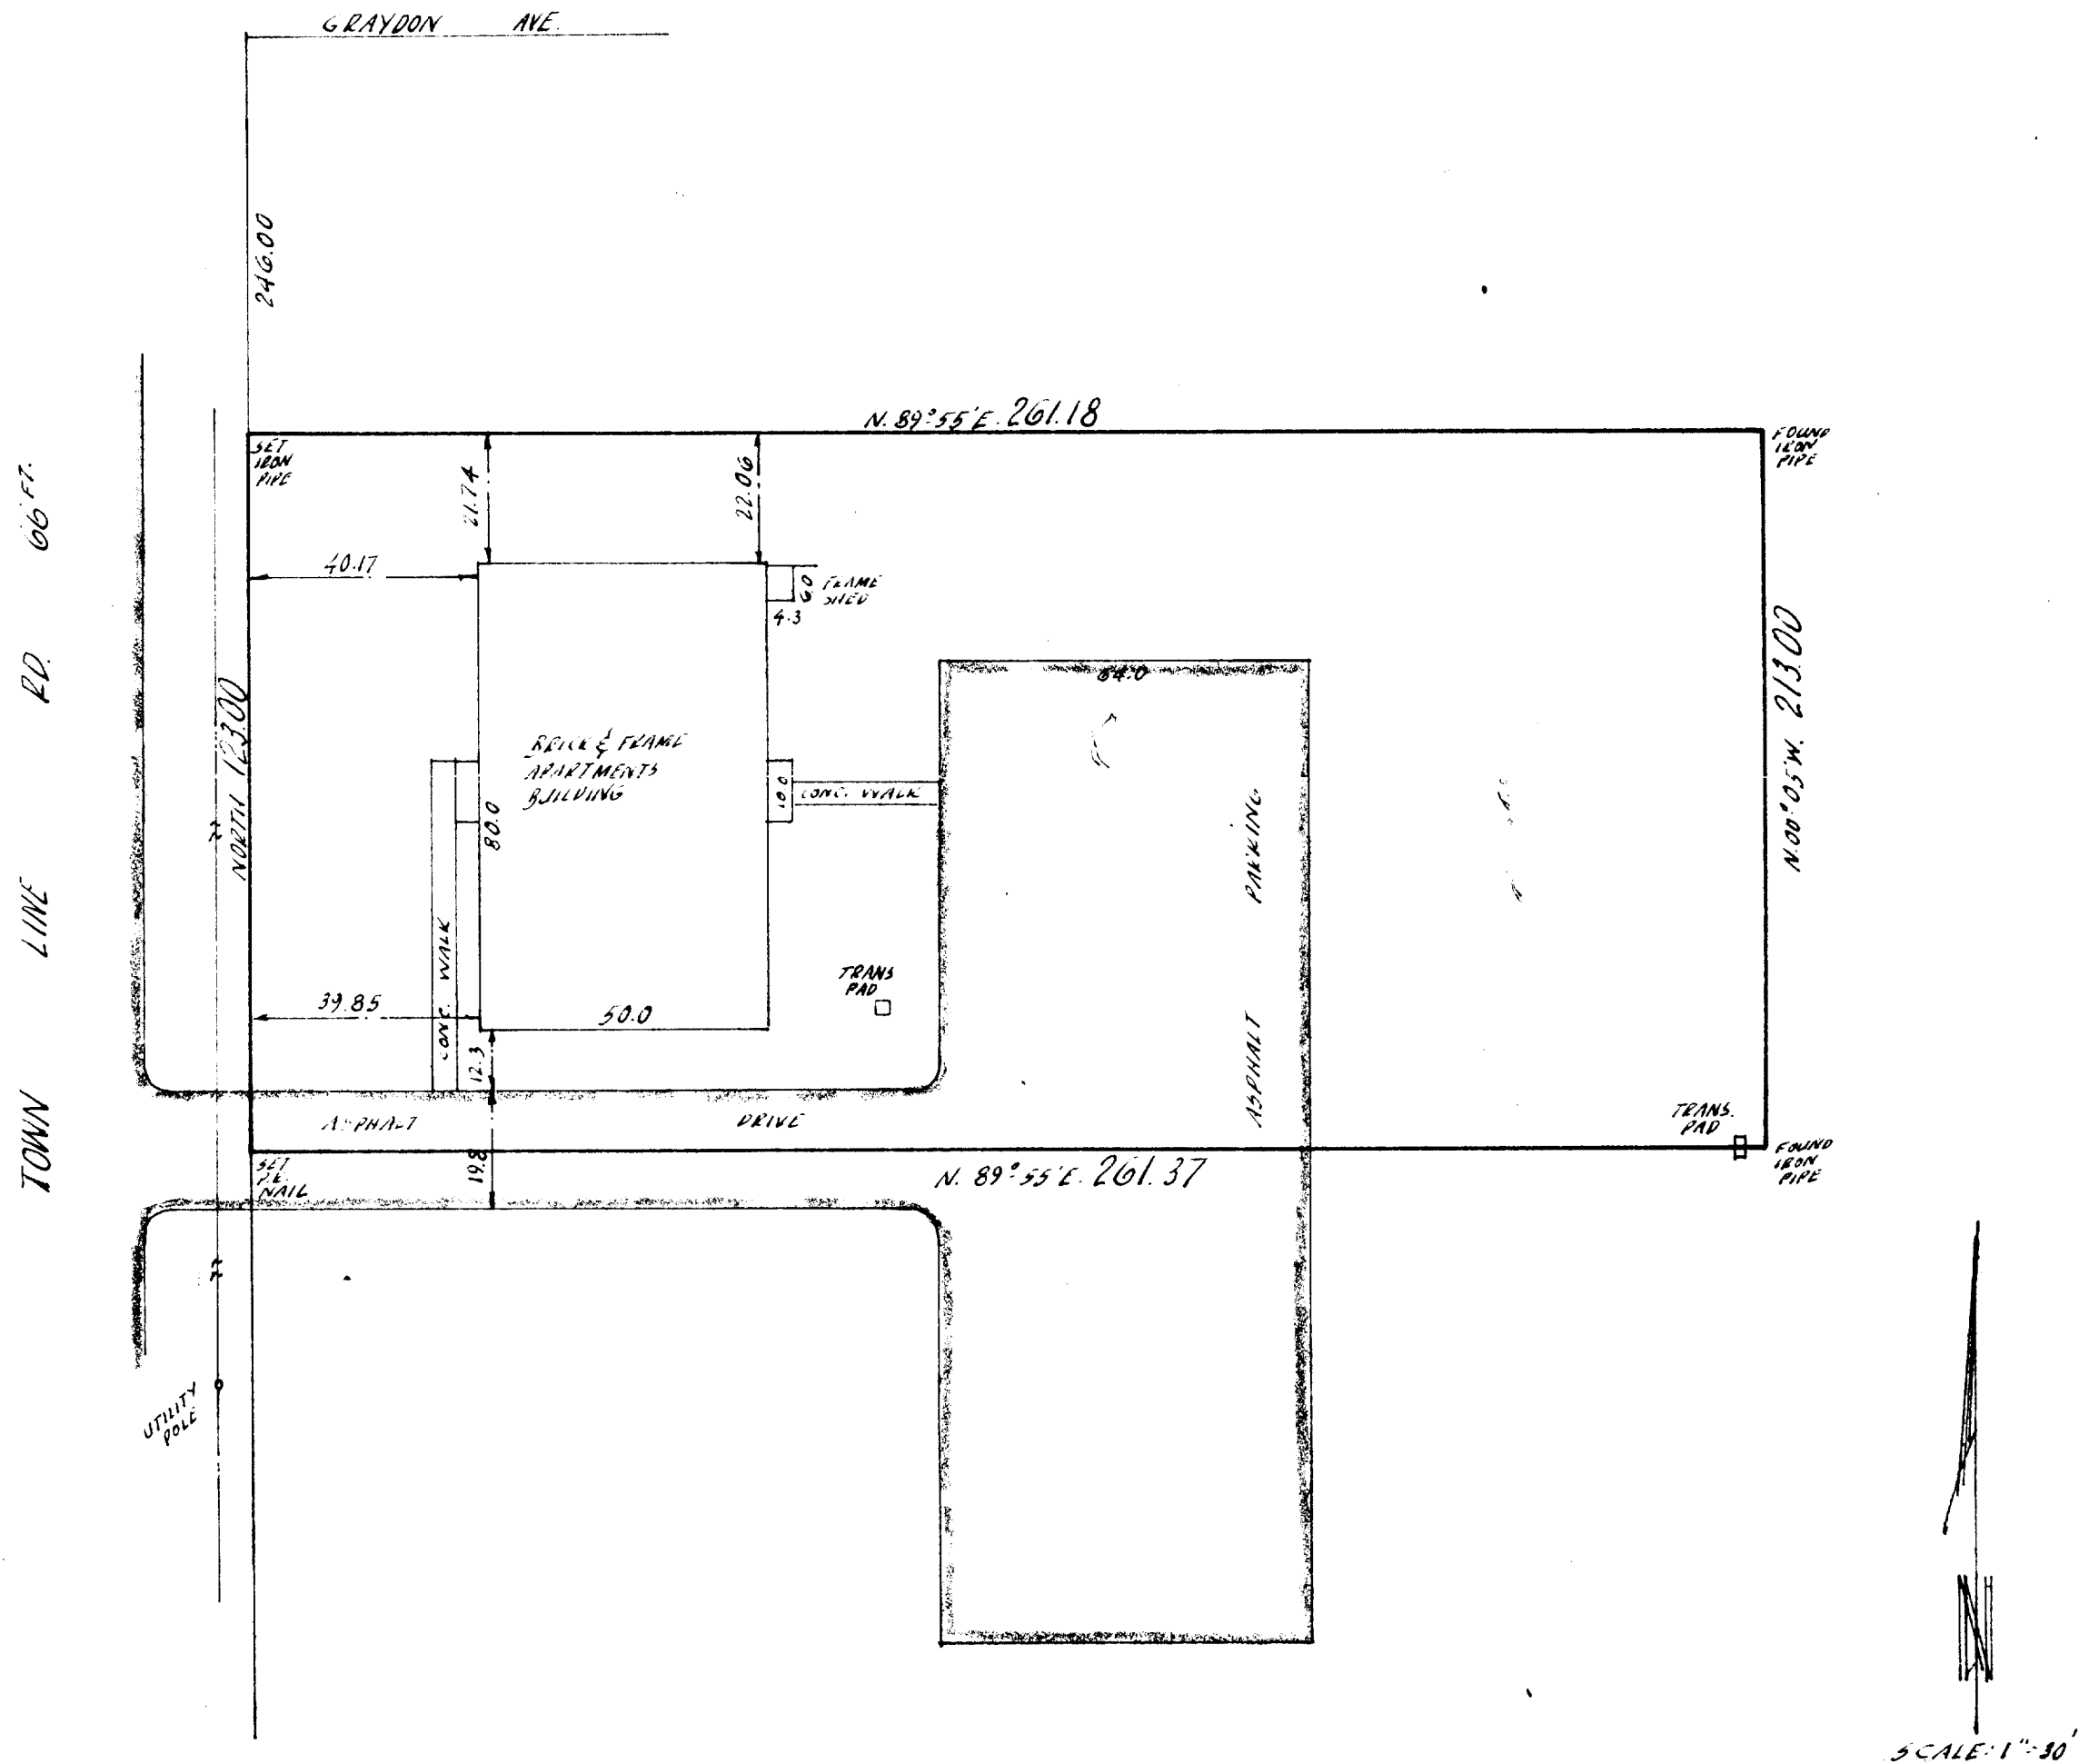 GRAYDON AVE.
246.00
N. 89°55'E. 261.18
SET
IRON
PIPE
FOUND
IRON
PIPE
21.74
22.06
40.17
6.0
FRAME
SHED
4.3
TOWN LINE RD. 66 FT.
NORTH 123.00
64.0
N.00°05'W. 213.00
BRICK & FRAME
APARTMENTS
BUILDING
80.0
10.0
CONC. WALK
ASPHALT PARKING
CONC. WALK
TRANS
PAD
39.85
50.0
12.3
ASPHALT DRIVE
TRANS.
PAD
SET
P.K.
NAIL
19.8
N. 89°55'E. 261.37
FOUND
IRON
PIPE
UTILITY
POLE
N
SCALE: 1"=30'